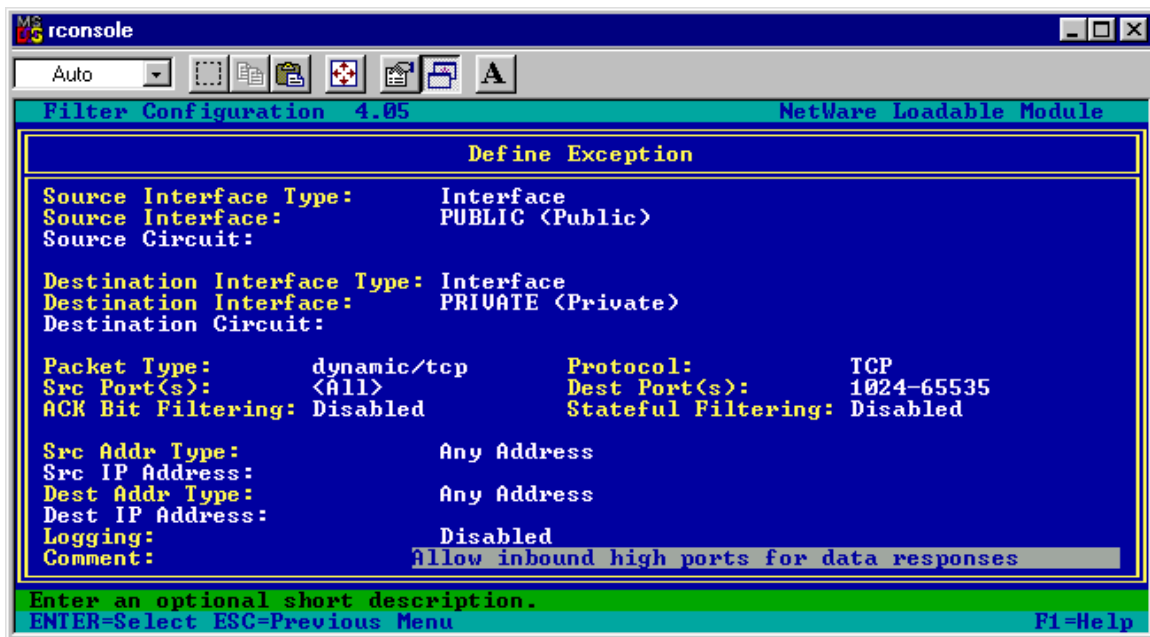 MS DOS rconsole
Auto A
Filter Configuration 4.05 NetWare Loadable Module
Define Exception
Source Interface Type: Interface
Source Interface: PUBLIC (Public)
Source Circuit:
Destination Interface Type: Interface
Destination Interface: PRIVATE (Private)
Destination Circuit:
Packet Type: dynamic/tcp Protocol: TCP
Src Port(s): <All> Dest Port(s): 1024-65535
ACK Bit Filtering: Disabled Stateful Filtering: Disabled
Src Addr Type: Any Address
Src IP Address:
Dest Addr Type: Any Address
Dest IP Address:
Logging: Disabled
Comment: Allow inbound high ports for data responses
Enter an optional short description.
ENTER=Select ESC=Previous Menu F1=Help